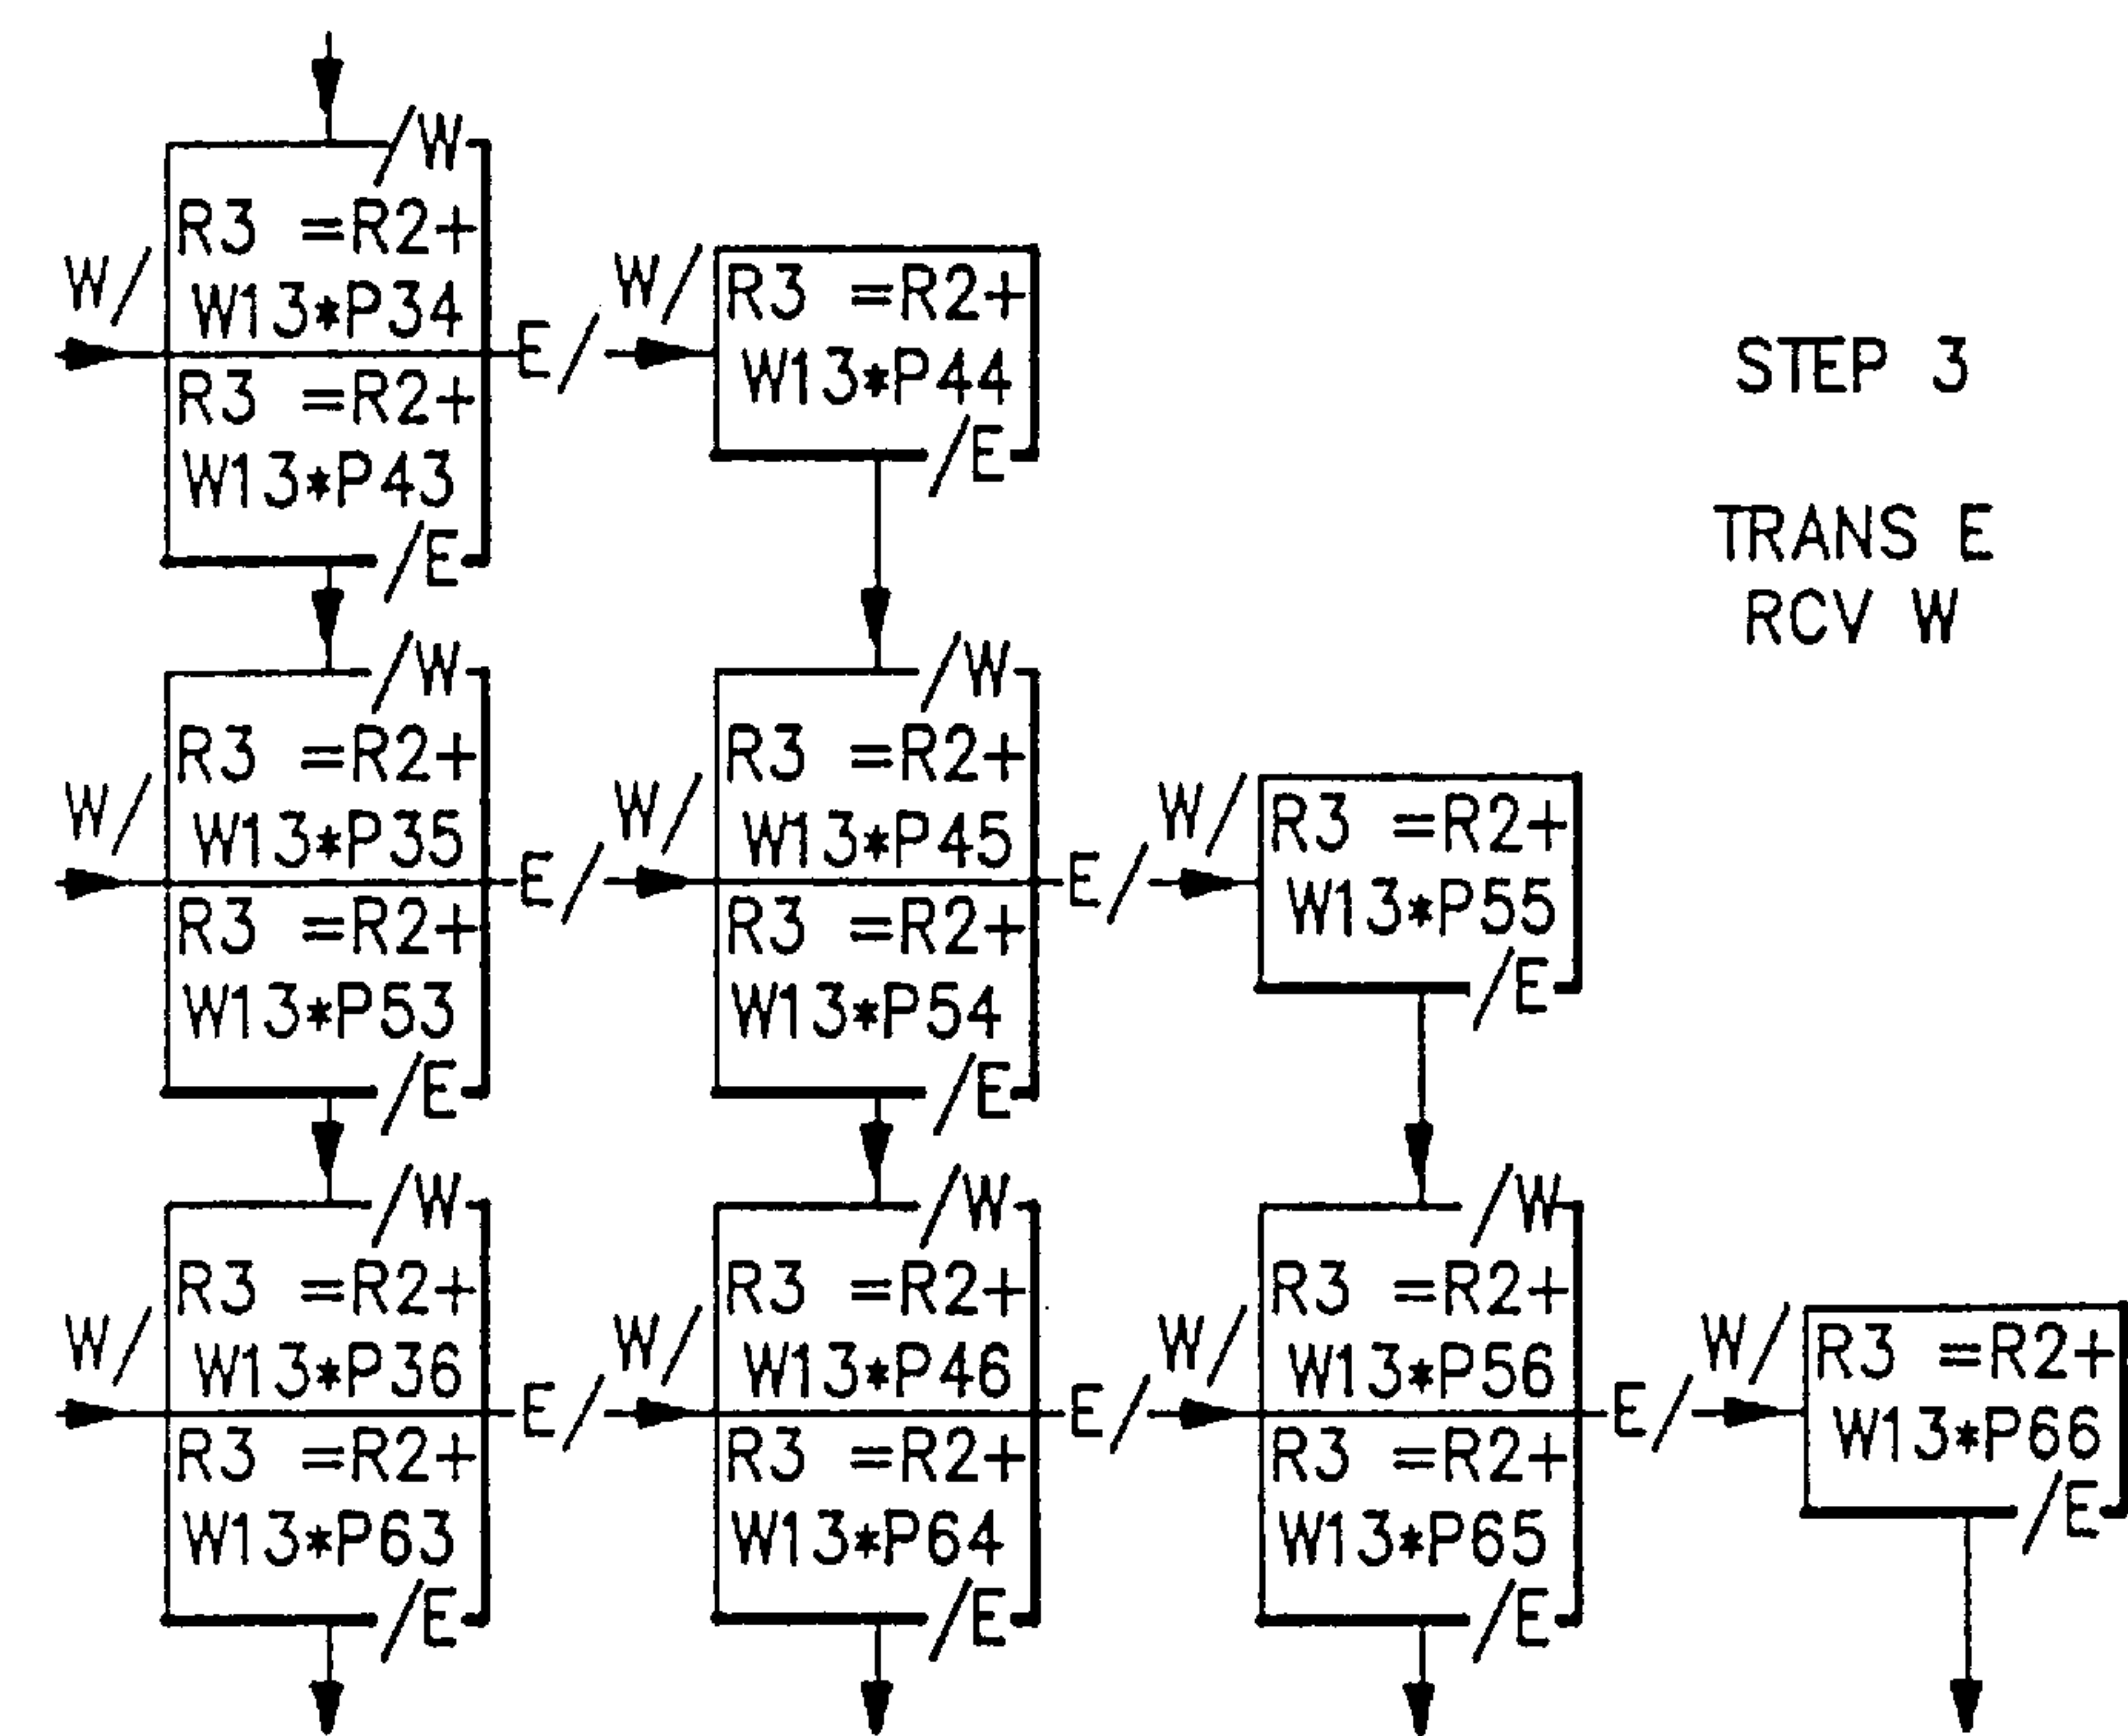 /W
R3 =R2+
W13*P34
W/
R3 =R2+
W13*P43
/E
E/
W/
R3 =R2+
W13*P44
/E
STEP 3
TRANS E
RCV W
/W
R3 =R2+
W13*P35
W/
R3 =R2+
W13*P53
/E
E/
/W
W/
R3 =R2+
W13*P45
R3 =R2+
W13*P54
/E
E/
W/
R3 =R2+
W13*P55
/E
/W
W/
R3 =R2+
W13*P36
R3 =R2+
W13*P63
/E
E/
/W
W/
R3 =R2+
W13*P46
R3 =R2+
W13*P64
/E
E/
/W
W/
R3 =R2+
W13*P56
R3 =R2+
W13*P65
/E
E/
W/
R3 =R2+
W13*P66
/E